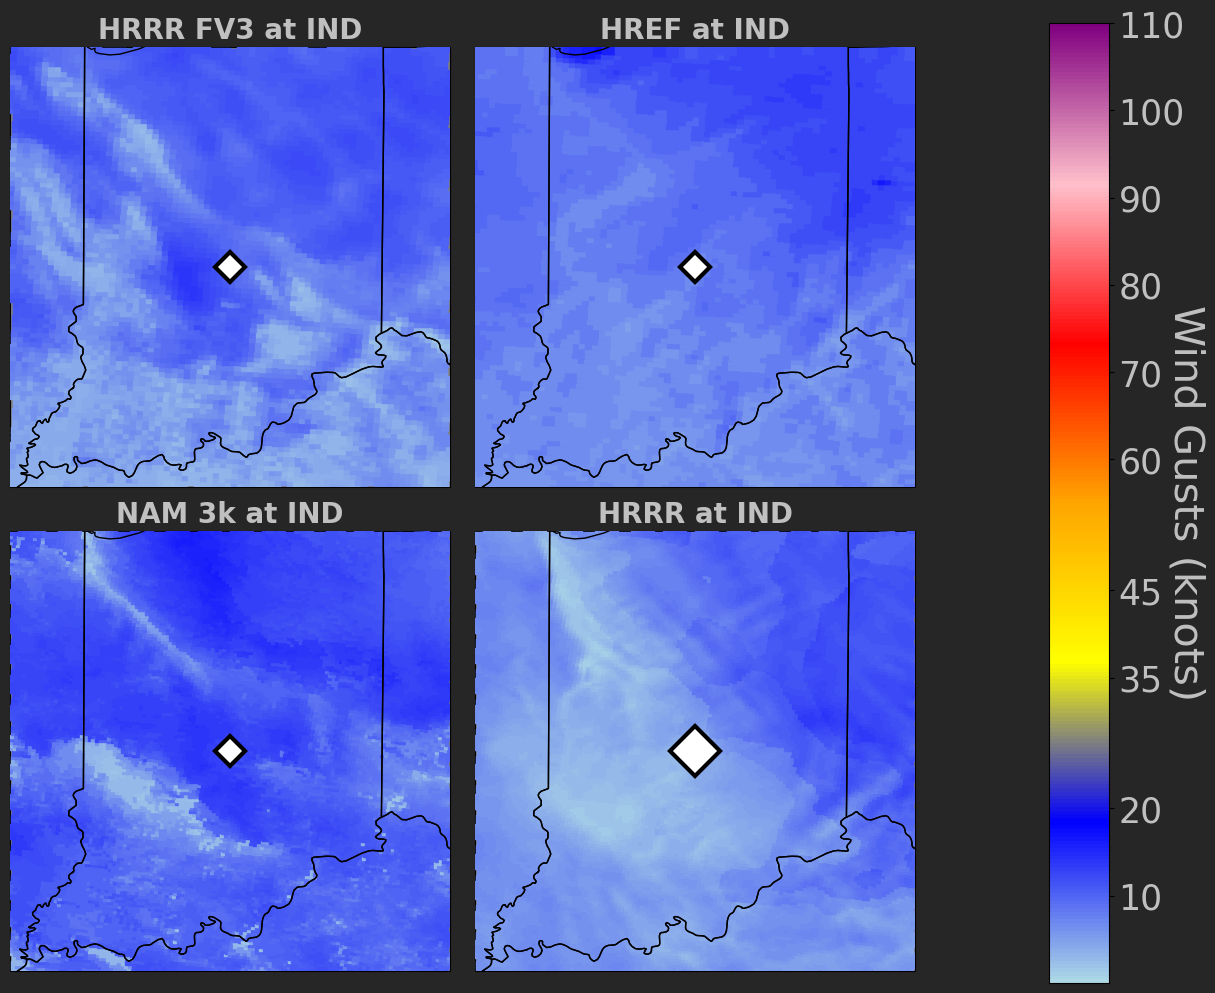 HRRR FV3 at IND
HREF at IND
NAM 3k at IND
HRRR at IND
110
100
90
80
70
60
45
35
20
10
Wind Gusts (knots)